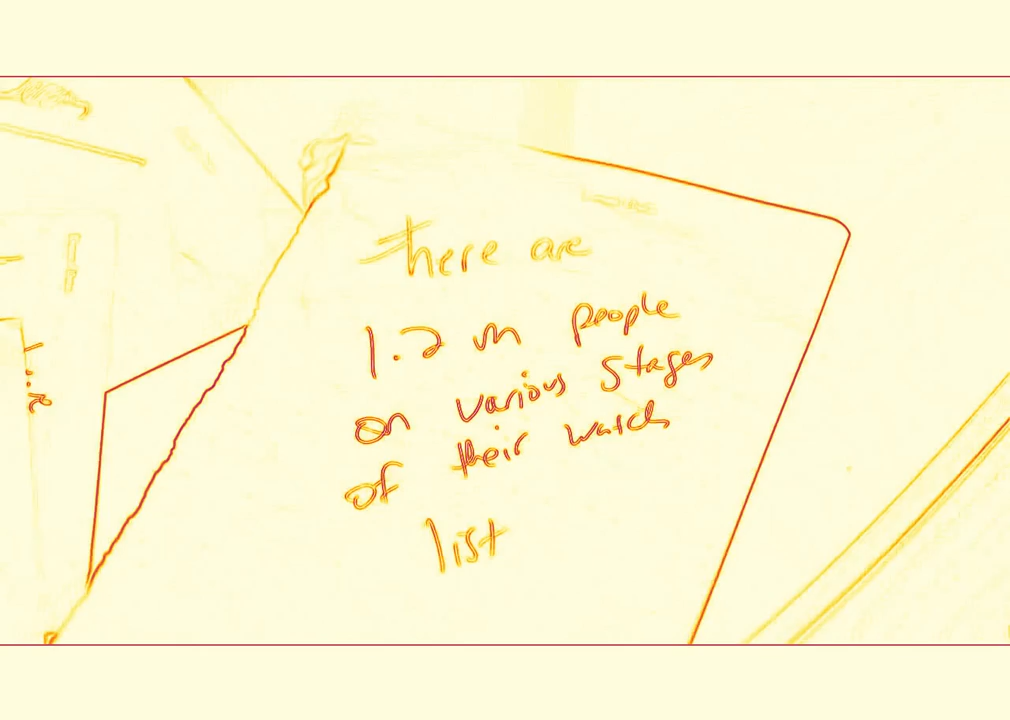 there are
1.2 m people
on various stages
of their watch
list